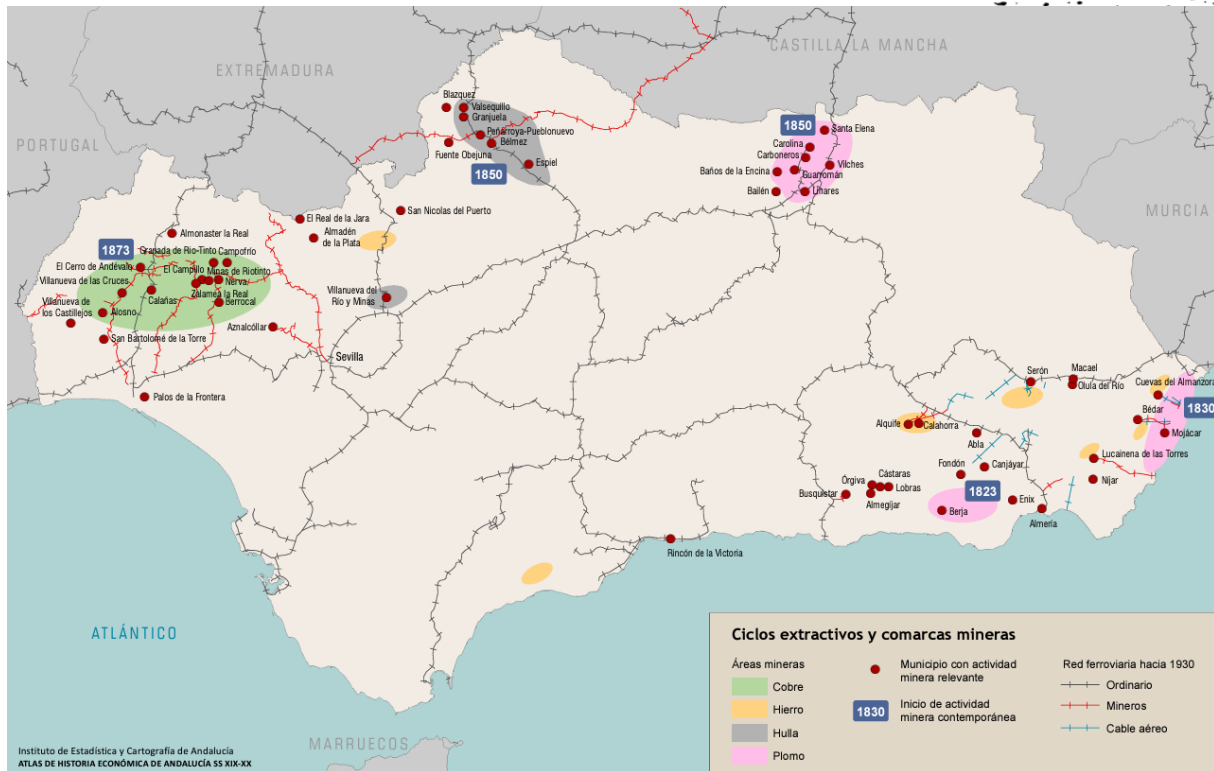 EXTREMADURA
CASTILLA LA MANCHA
PORTUGAL
MURCIA
Blazquez
Valsequillo
Granjuela
Peñarroya-Pueblonuevo
Bélmez
Fuente Obejuna
Espiel
1850
1850
Santa Elena
Carolina
Carboneros
Vilches
Baños de la Encina
Guarromán
Bailén
Linares
El Real de la Jara
San Nicolas del Puerto
Almadén
de la Plata
Almonaster la Real
1873
Granada de Rio-Tinto
Campofrío
El Cerro de Andévalo
El Campillo
Minas de Riotinto
Villanueva de las Cruces
Nerva
Zalamea la Real
Calañas
Berrocal
Villanueva de
los Castillejos
Alosno
San Bartolomé de la Torre
Aznalcóllar
Villanueva del
Río y Minas
Sevilla
Palos de la Frontera
Serón
Macael
Olula del Río
Cuevas del Almanzora
1830
Bédar
Mojácar
Alquife
Calahorra
Abla
Lucainena de las Torres
Fondón
Canjáyar
Níjar
Órgiva
Cástaras
Lobras
Busquistar
Almegijar
1823
Enix
Berja
Almería
Rincón de la Victoria
ATLÁNTICO
MARRUECOS
Ciclos extractivos y comarcas mineras
Áreas mineras
Cobre
Hierro
Hulla
Plomo
Municipio con actividad
minera relevante
1830
Inicio de actividad
minera contemporánea
Red ferroviaria hacia 1930
Ordinario
Mineros
Cable aéreo
Instituto de Estadística y Cartografía de Andalucía
ATLAS DE HISTORIA ECONÓMICA DE ANDALUCÍA SS XIX-XX